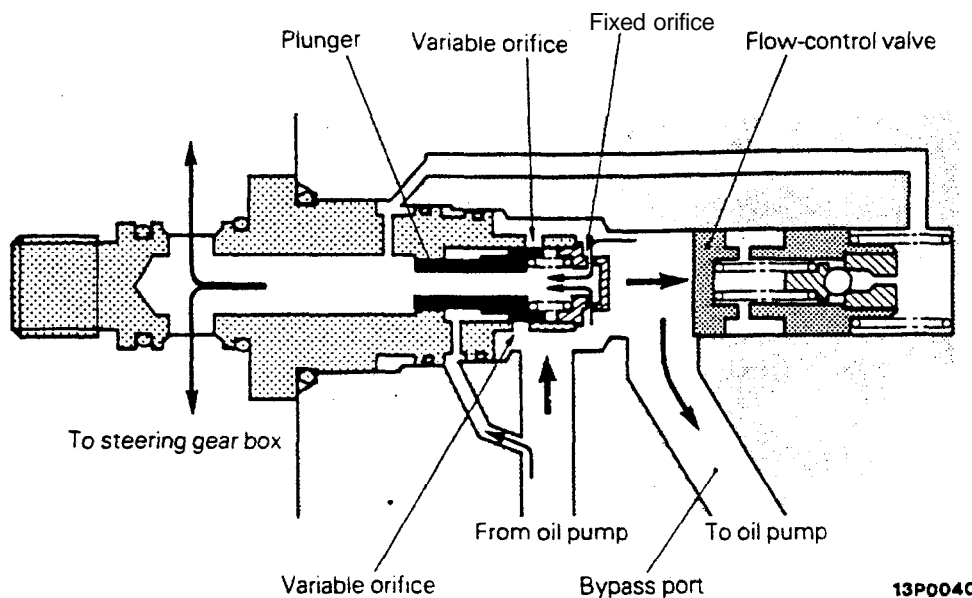 Plunger
Variable orifice
Fixed orifice
Flow-control valve
To steering gear box
From oil pump
To oil pump
Variable orifice
Bypass port
13P0040